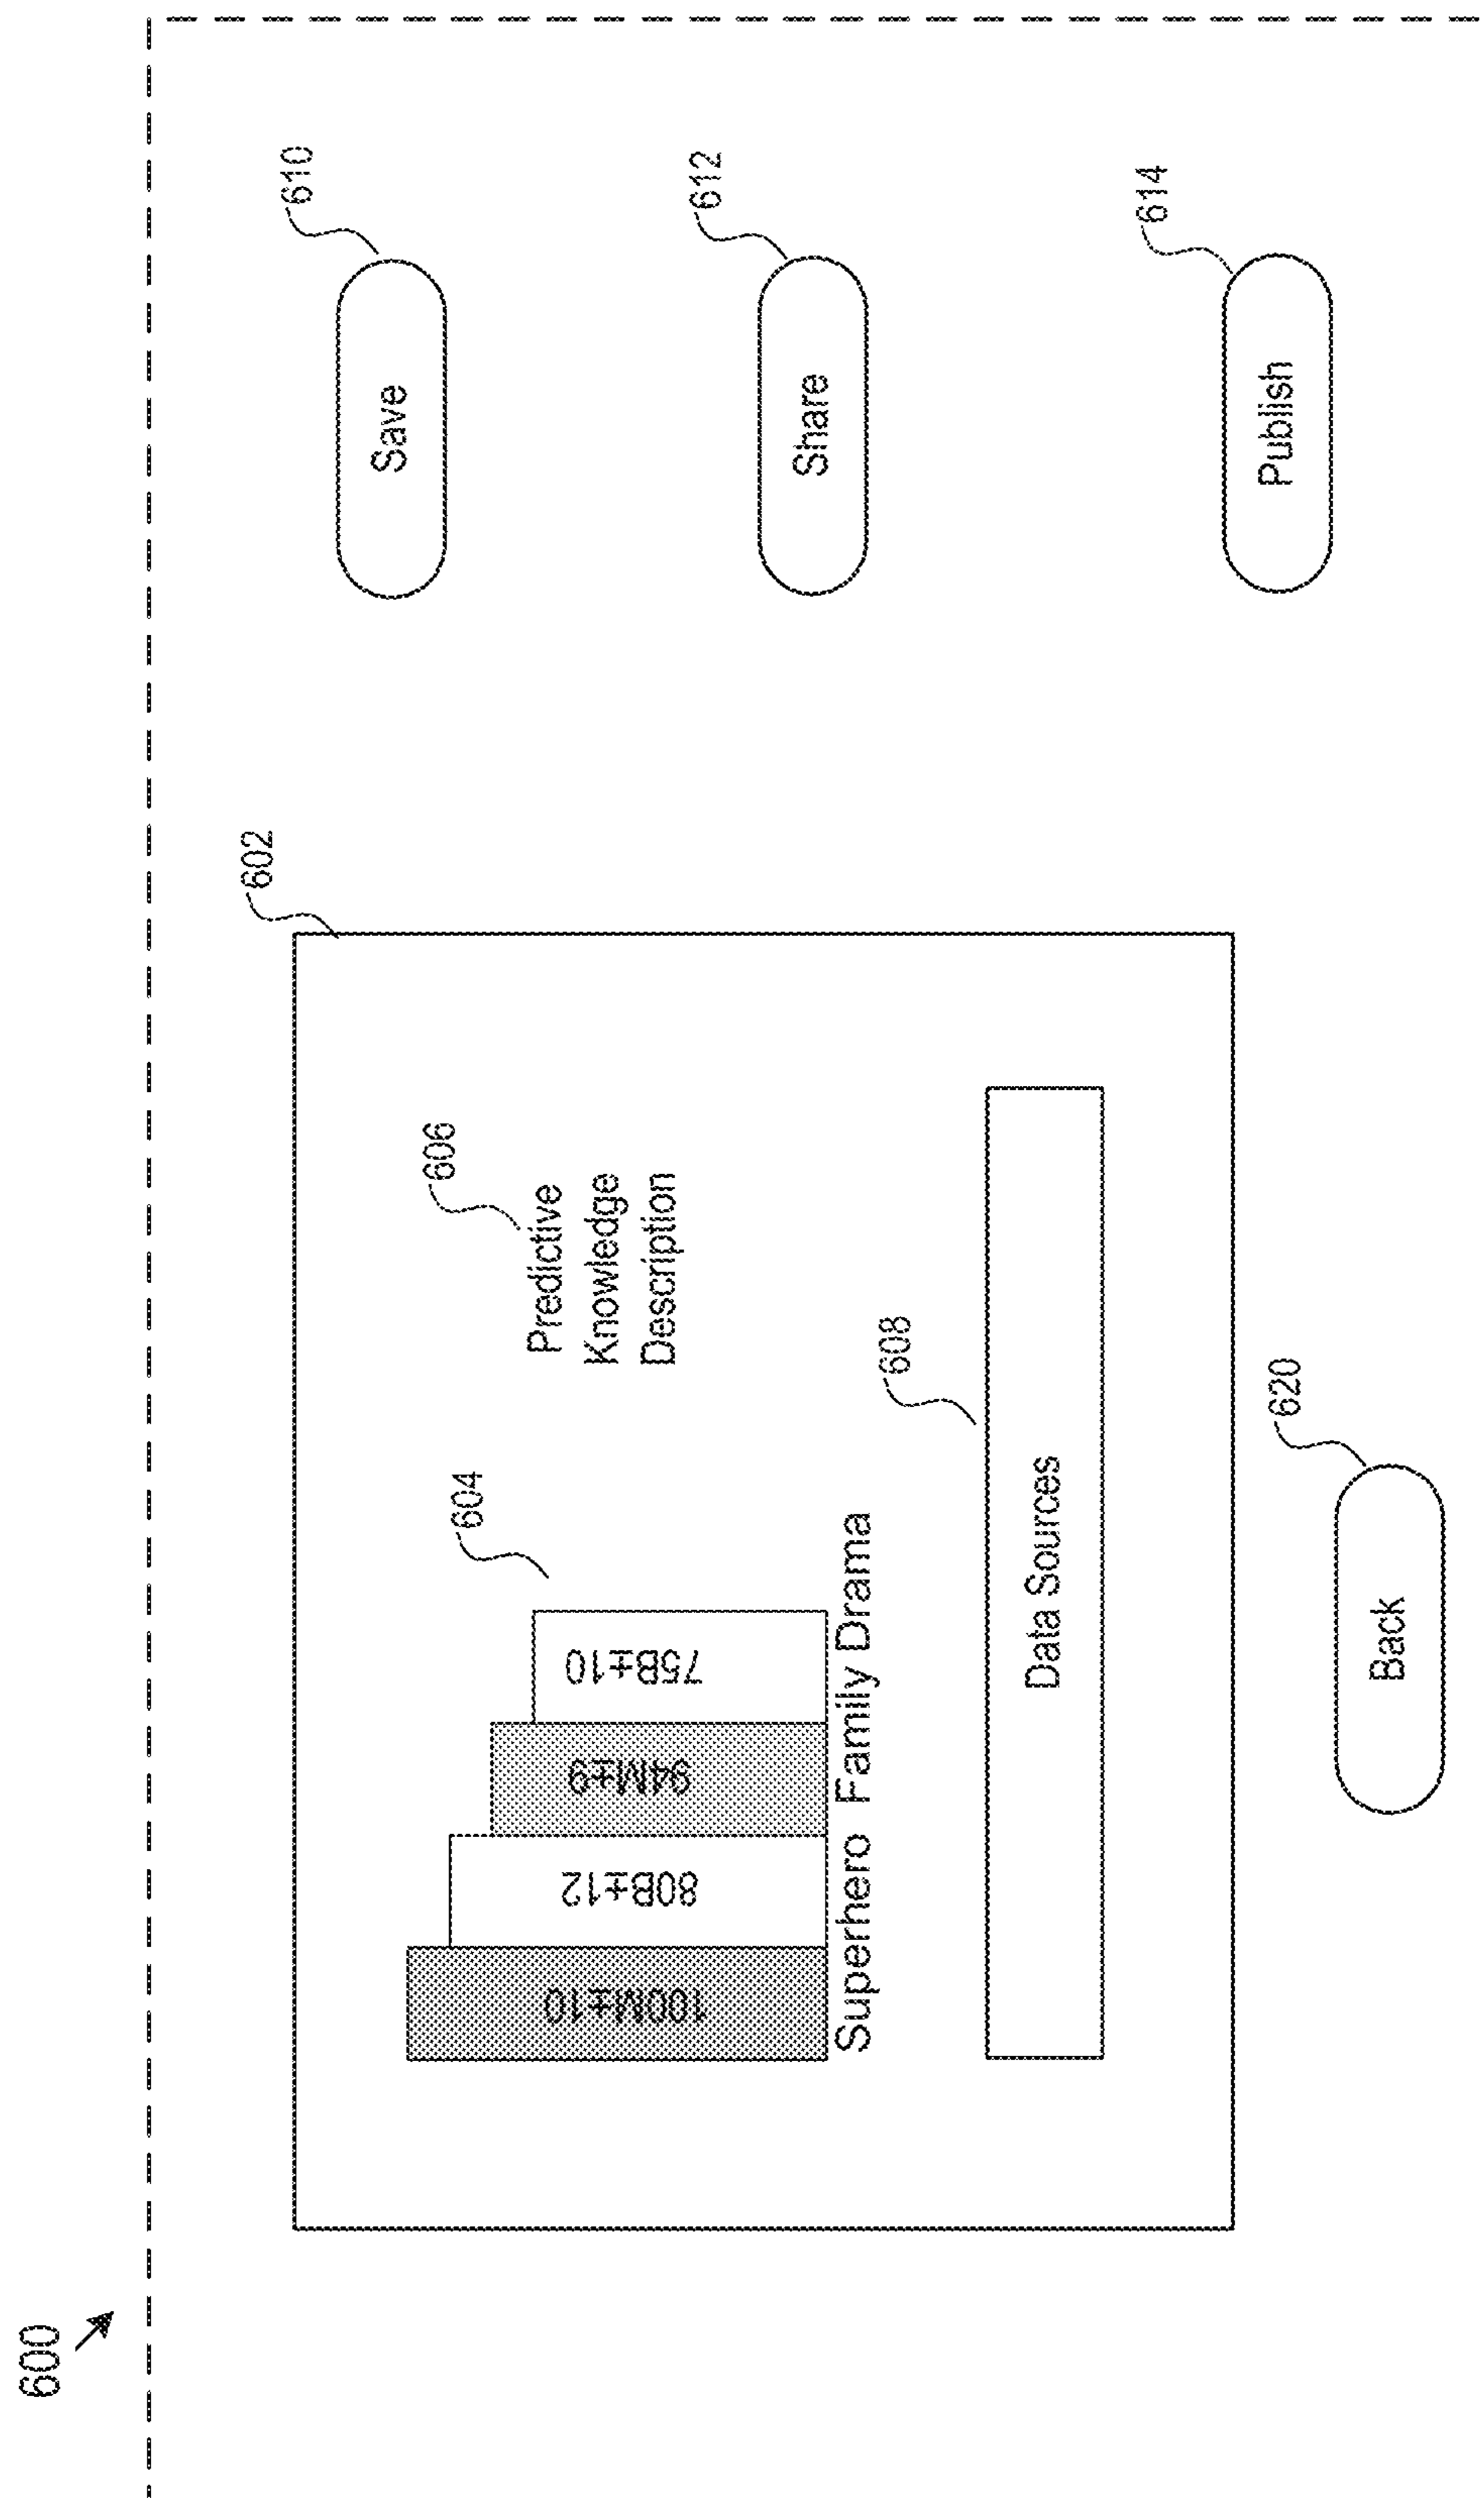 600
602
604
606
100M±10
80B±12
94M±9
75B±10
Superhero Family Drama
Predictive
Knowledge
Description
608
Data Sources
610
Save
612
Share
614
Publish
620
Back